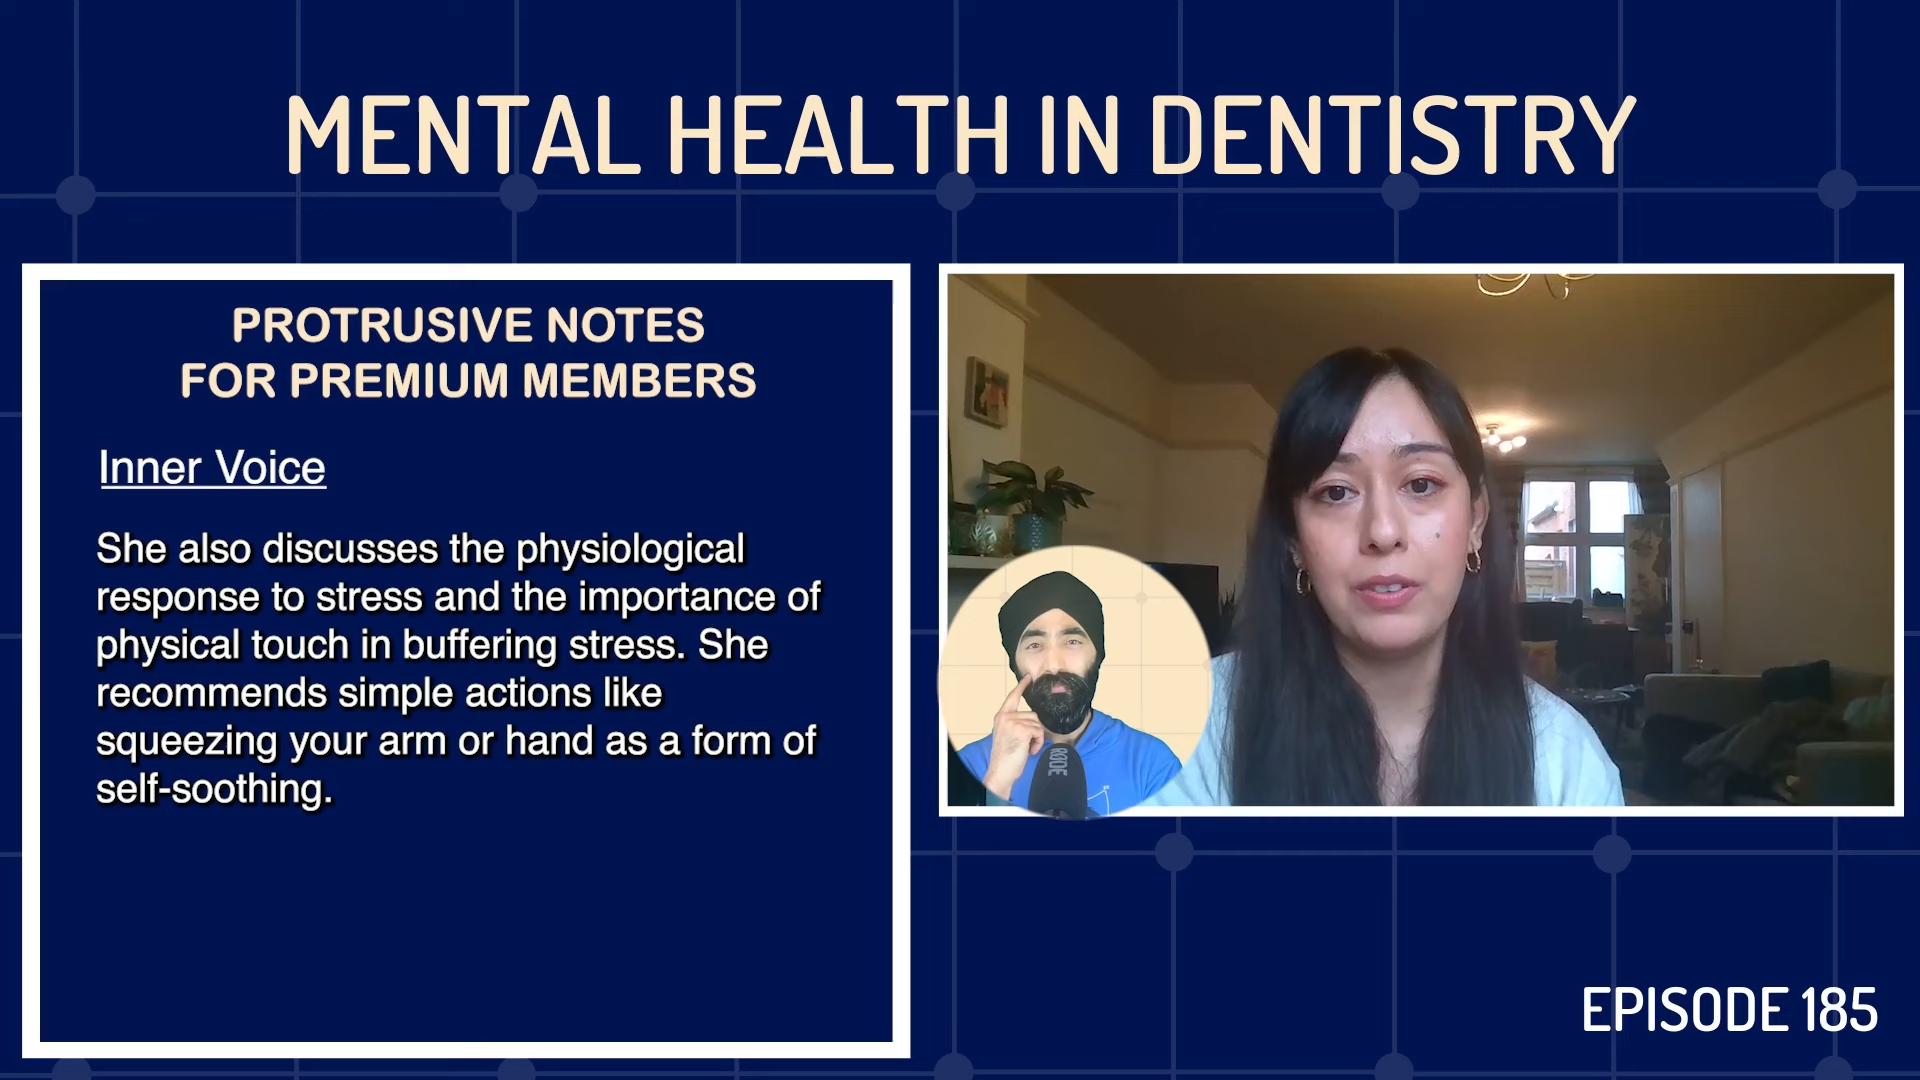 MENTAL HEALTH IN DENTISTRY
PROTRUSIVE NOTES
FOR PREMIUM MEMBERS
Inner Voice
She also discusses the physiological
response to stress and the importance of
physical touch in buffering stress. She
recommends simple actions like
squeezing your arm or hand as a form of
self-soothing.
RØDE
EPISODE 185